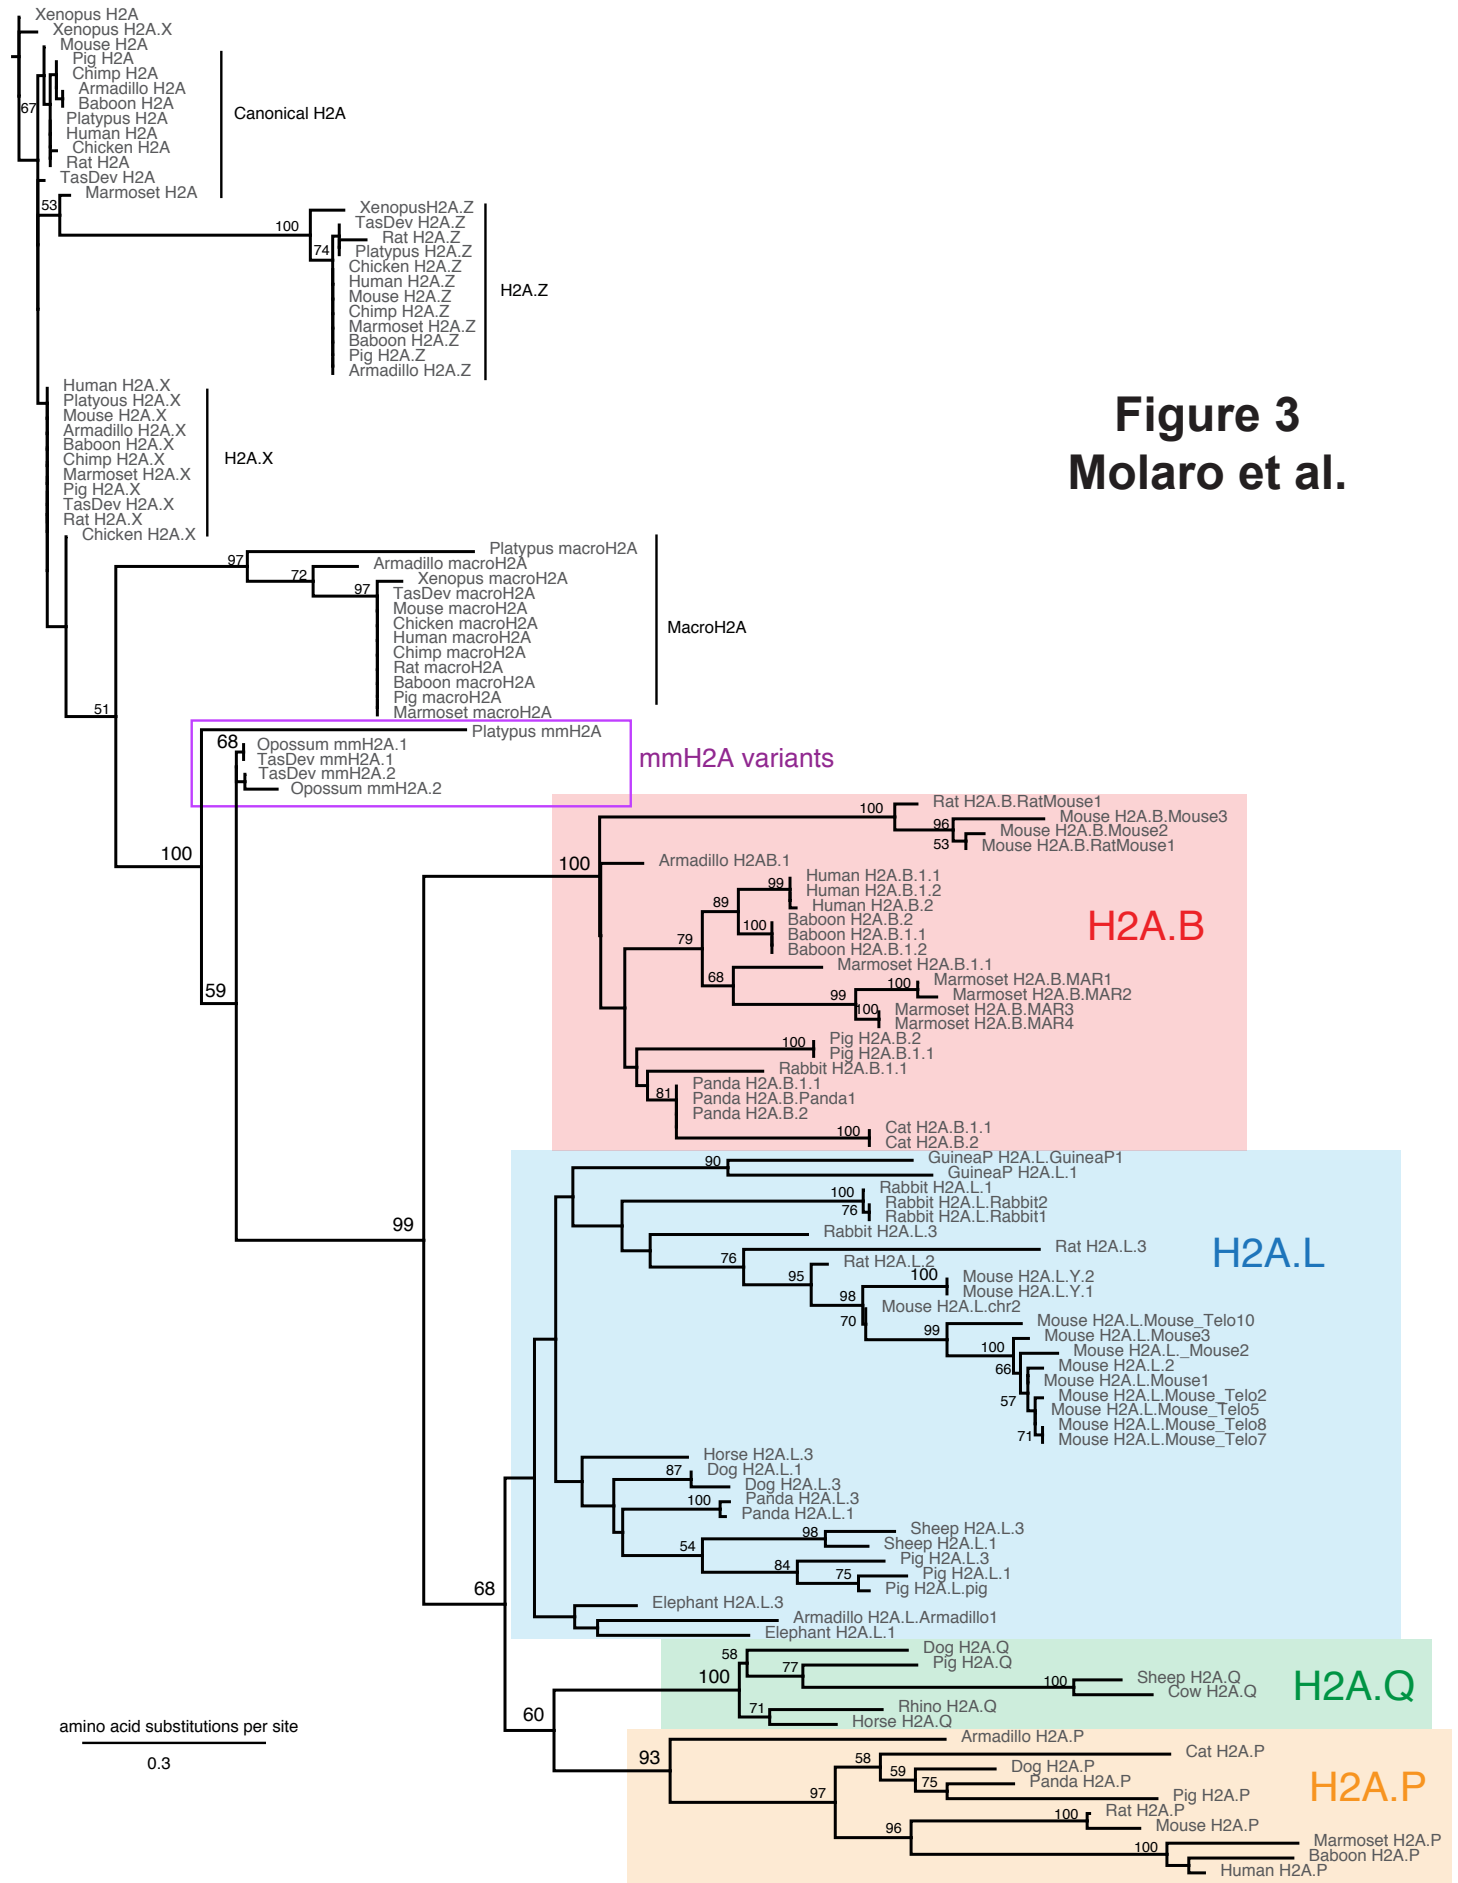 Xenopus H2A
Xenopus H2A.X
Mouse H2A
Pig H2A
Chimp H2A
Armadillo H2A
Baboon H2A
67
Canonical H2A
Platypus H2A
Human H2A
Chicken H2A
Rat H2A
TasDev H2A
Marmoset H2A
53
XenopusH2A.Z
TasDev H2A.Z
100
Rat H2A.Z
74
Platypus H2A.Z
Chicken H2A.Z
Human H2A.Z
H2A.Z
Mouse H2A.Z
Chimp H2A.Z
Marmoset H2A.Z
Baboon H2A.Z
Pig H2A.Z
Armadillo H2A.Z
Human H2A.X
Platyous H2A.X
Mouse H2A.X
Armadillo H2A.X
Baboon H2A.X
Chimp H2A.X
H2A.X
Marmoset H2A.X
Pig H2A.X
TasDev H2A.X
Rat H2A.X
Chicken H2A.X
Figure 3
Molaro et al.
Platypus macroH2A
97
Armadillo macroH2A
72
Xenopus macroH2A
97
TasDev macroH2A
Mouse macroH2A
Chicken macroH2A
MacroH2A
Human macroH2A
Chimp macroH2A
Rat macroH2A
Baboon macroH2A
Pig macroH2A
Marmoset macroH2A
51
Platypus mmH2A
68
Opossum mmH2A.1
TasDev mmH2A.1
mmH2A variants
TasDev mmH2A.2
Opossum mmH2A.2
100
59
99
Rat H2A.B.RatMouse1
100
Mouse H2A.B.Mouse3
96
Mouse H2A.B.Mouse2
53
Mouse H2A.B.RatMouse1
100
Armadillo H2AB.1
Human H2A.B.1.1
99
Human H2A.B.1.2
89
Human H2A.B.2
Baboon H2A.B.2
100
Baboon H2A.B.1.1
H2A.B
79
Baboon H2A.B.1.2
Marmoset H2A.B.1.1
68
Marmoset H2A.B.MAR1
100
99
Marmoset H2A.B.MAR2
100
Marmoset H2A.B.MAR3
Marmoset H2A.B.MAR4
Pig H2A.B.2
100
Pig H2A.B.1.1
Rabbit H2A.B.1.1
Panda H2A.B.1.1
81
Panda H2A.B.Panda1
Panda H2A.B.2
Cat H2A.B.1.1
100
Cat H2A.B.2
GuineaP H2A.L.GuineaP1
90
GuineaP H2A.L.1
Rabbit H2A.L.1
100
Rabbit H2A.L.Rabbit2
76
Rabbit H2A.L.Rabbit1
Rabbit H2A.L.3
Rat H2A.L.3
H2A.L
76
Rat H2A.L.2
95
100
Mouse H2A.L.Y.2
Mouse H2A.L.Y.1
98
Mouse H2A.L.chr2
70
Mouse H2A.L.Mouse_Telo10
99
Mouse H2A.L.Mouse3
100
Mouse H2A.L._Mouse2
66
Mouse H2A.L.2
Mouse H2A.L.Mouse1
57
Mouse H2A.L.Mouse_Telo2
Mouse H2A.L.Mouse_Telo5
Mouse H2A.L.Mouse_Telo8
71
Mouse H2A.L.Mouse_Telo7
Horse H2A.L.3
87
Dog H2A.L.1
Dog H2A.L.3
100
Panda H2A.L.3
Panda H2A.L.1
98
Sheep H2A.L.3
54
Sheep H2A.L.1
84
Pig H2A.L.3
75
Pig H2A.L.1
Pig H2A.L.pig
68
Elephant H2A.L.3
Armadillo H2A.L.Armadillo1
Elephant H2A.L.1
58
Dog H2A.Q
77
Pig H2A.Q
100
100
Sheep H2A.Q
Cow H2A.Q
H2A.Q
71
Rhino H2A.Q
Horse H2A.Q
60
Armadillo H2A.P
93
58
Cat H2A.P
59
Dog H2A.P
75
Panda H2A.P
H2A.P
97
Pig H2A.P
100
Rat H2A.P
96
Mouse H2A.P
100
Marmoset H2A.P
Baboon H2A.P
Human H2A.P
amino acid substitutions per site
0.3